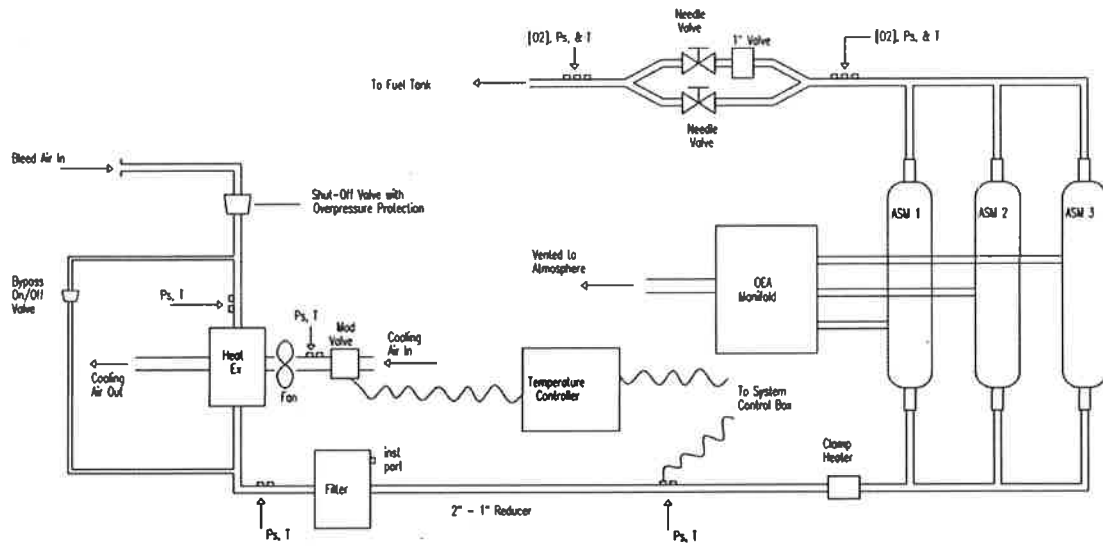 Needle
Valve
[O2], Ps, & T
1" Valve
[O2], Ps, & T
To Fuel Tank
Needle
Valve
Bleed Air In
Shut-Off Valve with
Overpressure Protection
ASM 1
ASM 2
ASM 3
Vented to
Atmosphere
OEA
Manifold
Bypass
On/Off
Valve
Ps, T
Ps, T
Mod
Valve
Cooling
Air In
Heat
Ex
Cooling
Air Out
Fan
Temperature
Controller
To System
Control Box
inst
port
Clamp
Heater
Filter
2" - 1" Reducer
Ps, T
Ps, T